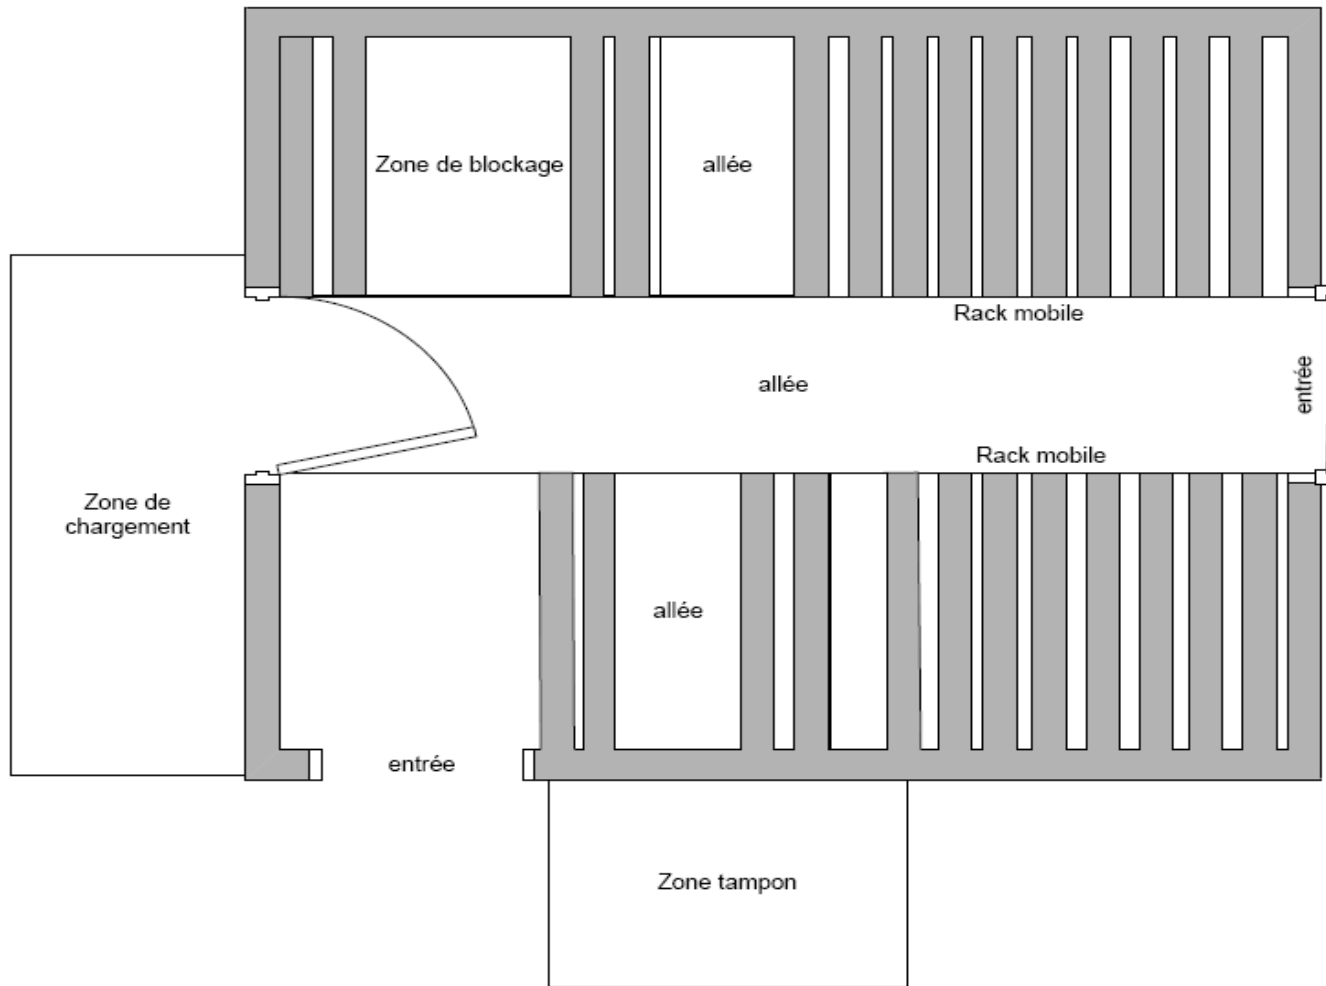 Zone de blockage
allée
Rack mobile
allée
entrée
Rack mobile
Zone de
chargement
allée
entrée
Zone tampon